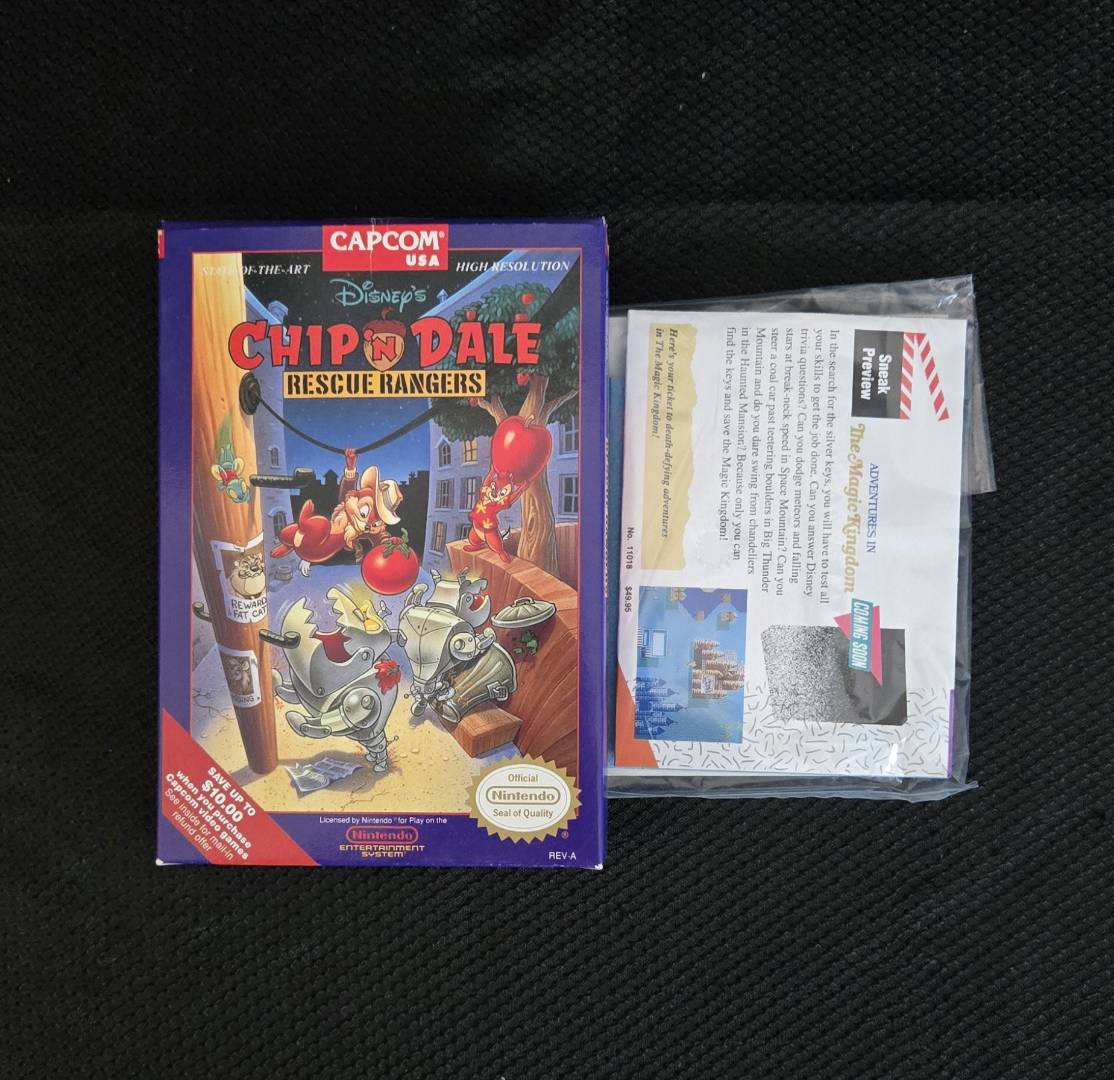 CAPCOM®
USA
STATE-OF-THE-ART
HIGH RESOLUTION
DISNEY'S
CHIP 'N DALE
RESCUE RANGERS
REWARD
FAT CAT
SAVE UP TO
$10.00
when you purchase
Capcom video games
See inside for mail-in
refund offer
Official
Nintendo
Seal of Quality
®
Licensed by Nintendo® for Play on the
Nintendo
ENTERTAINMENT
SYSTEM®
REV-A
Sneak
Preview
ADVENTURES IN
The Magic Kingdom
COMING SOON
In the search for the silver keys, you will have to test all
your skills to get the job done. Can you answer Disney
trivia questions? Can you dodge meteors and falling
stars at break-neck speed in Space Mountain? Can you
steer a coal car past teetering boulders in Big Thunder
Mountain and do you dare swing from chandeliers
in the Haunted Mansion? Because only you can
find the keys and save the Magic Kingdom!
Here's your ticket to death-defying adventures
in The Magic Kingdom!
No. 11018 $49.95